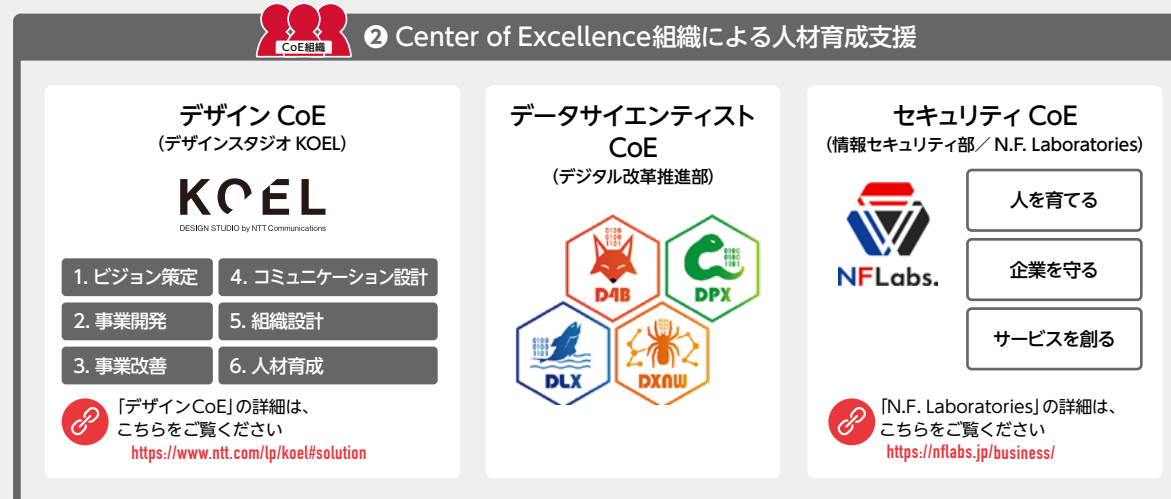 CoE組織
❷ Center of Excellence組織による人材育成支援
デザイン CoE
（デザインスタジオ KOEL）
KOEL
DESIGN STUDIO by NTT Communications
1. ビジョン策定
2. 事業開発
3. 事業改善
4. コミュニケーション設計
5. 組織設計
6. 人材育成
「デザインCoE」の詳細は、
こちらをご覧ください
https://www.ntt.com/lp/koel#solution
データサイエンティスト
CoE
（デジタル改革推進部）
0100
0100
1101
D4B
0100
0100
1101
DPX
0100
0100
1101
DLX
DXNW
セキュリティ CoE
（情報セキュリティ部／ N.F. Laboratories）
NFLabs.
人を育てる
企業を守る
サービスを創る
「N.F. Laboratories」の詳細は、
こちらをご覧ください
https://nflabs.jp/business/